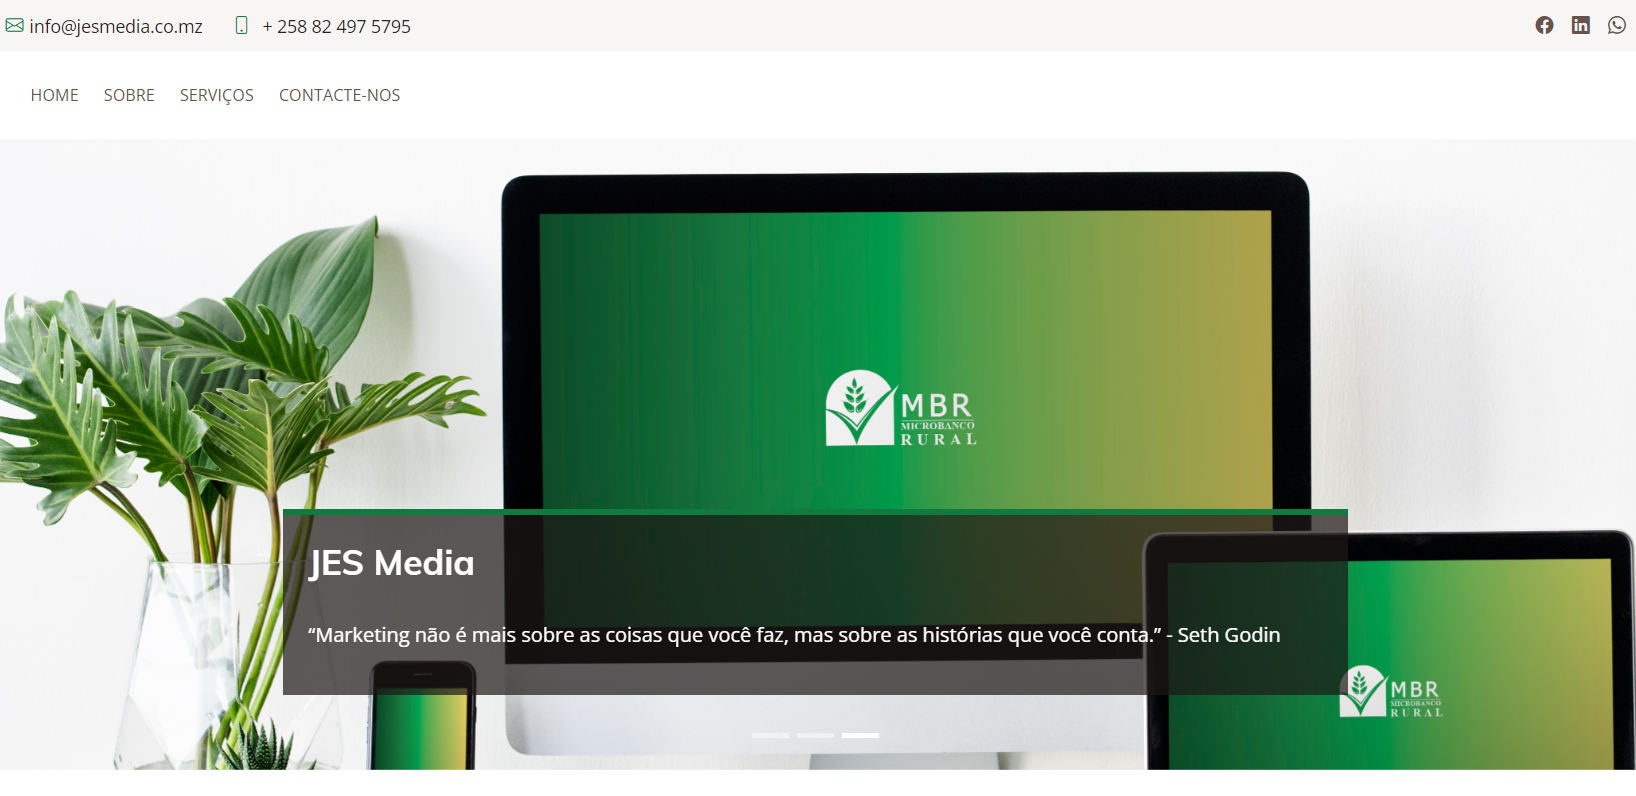 info@jesmedia.co.mz
+ 258 82 497 5795
HOME SOBRE SERVIÇOS CONTACTE-NOS
MBR
MICROBANCO
RURAL
JES Media
“Marketing não é mais sobre as coisas que você faz, mas sobre as histórias que você conta.” - Seth Godin
MBR
MICROBANCO
RURAL